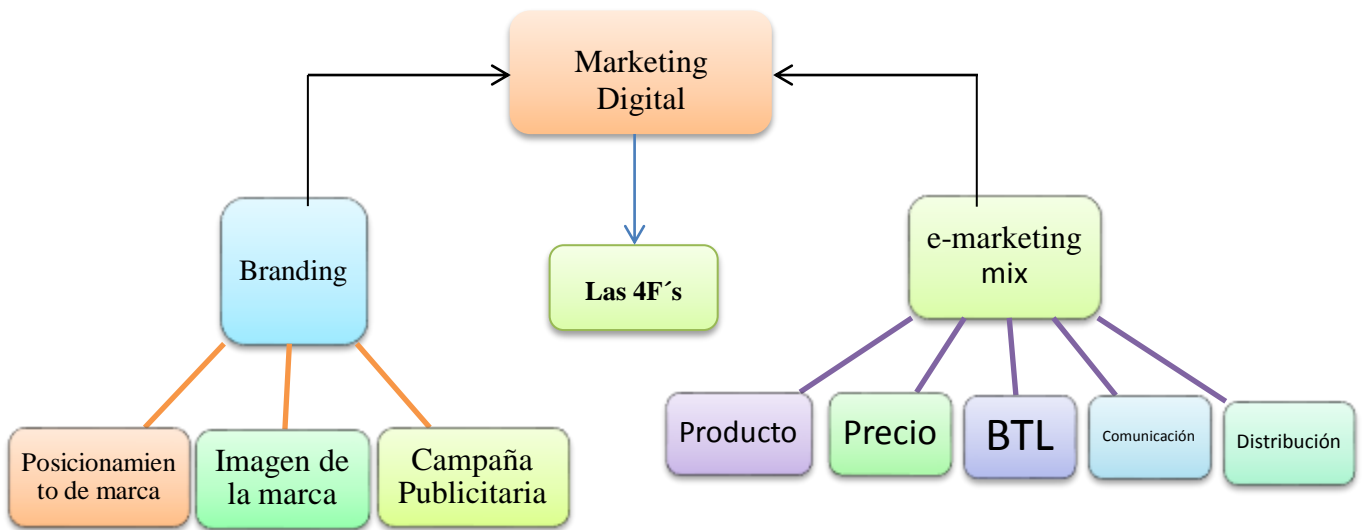 Marketing
Digital
Branding
Las 4F´s
e-marketing
mix
Posicionamien
to de marca
Imagen de
la marca
Campaña
Publicitaria
Producto
Precio
BTL
Comunicación
Distribución